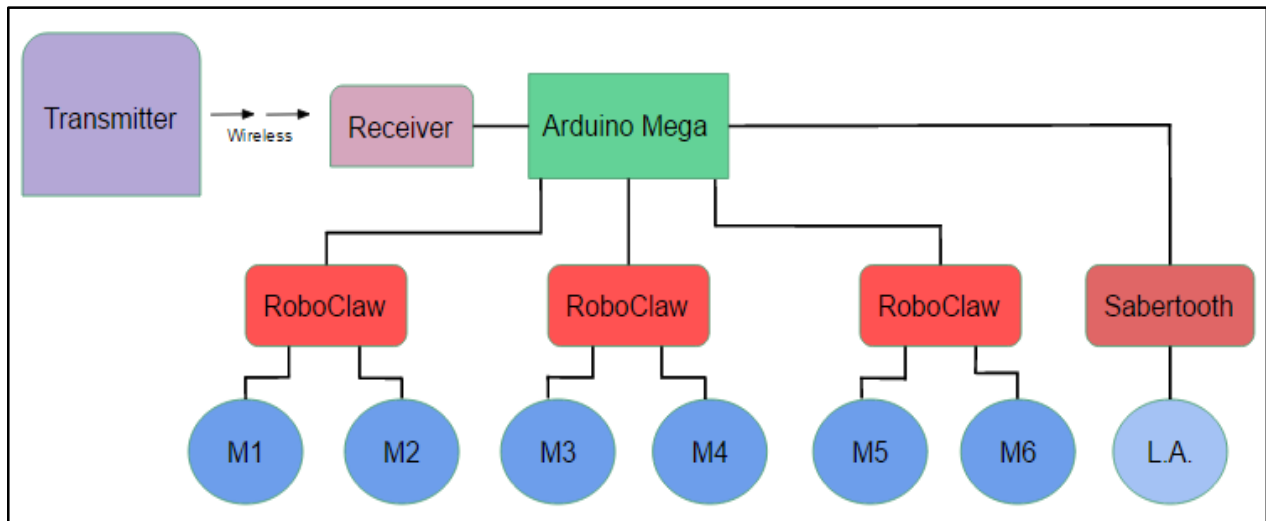 Transmitter
Wireless
Receiver
Arduino Mega
RoboClaw
RoboClaw
RoboClaw
Sabertooth
M1
M2
M3
M4
M5
M6
L.A.